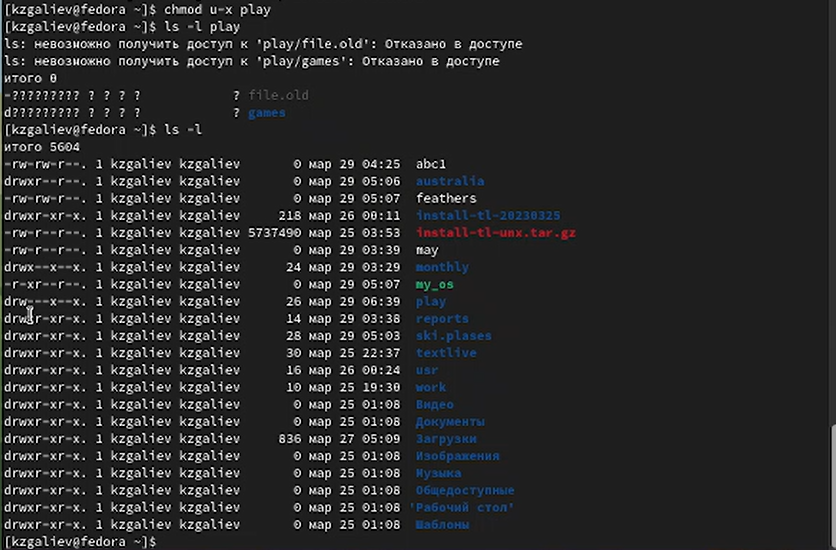 [kzgaliev@fedora ~]$ chmod u-x play
[kzgaliev@fedora ~]$ ls -l play
ls: невозможно получить доступ к 'play/file.old': Отказано в доступе
ls: невозможно получить доступ к 'play/games': Отказано в доступе
итого 0
-????????? ? ? ? ? ? file.old
d????????? ? ? ? ? ? games
[kzgaliev@fedora ~]$ ls -l
итого 5604
-rw-rw-r--. 1 kzgaliev kzgaliev 0 мар 29 04:25 abc1
drwxr--r--. 1 kzgaliev kzgaliev 0 мар 29 05:06 australia
-rw-rw-r--. 1 kzgaliev kzgaliev 0 мар 29 05:07 feathers
drwxr-xr-x. 1 kzgaliev kzgaliev 218 мар 26 00:11 install-tl-20230325
-rw-r--r--. 1 kzgaliev kzgaliev 5737490 мар 25 03:53 install-tl-unx.tar.gz
-rw-r--r--. 1 kzgaliev kzgaliev 0 мар 29 03:39 may
drwx--x--x. 1 kzgaliev kzgaliev 24 мар 29 03:29 monthly
-r-xr--r--. 1 kzgaliev kzgaliev 0 мар 29 05:07 my_os
drw---x--x. 1 kzgaliev kzgaliev 26 мар 29 06:39 play
drwxr-xr-x. 1 kzgaliev kzgaliev 14 мар 29 03:38 reports
drwxr-xr-x. 1 kzgaliev kzgaliev 28 мар 29 05:03 ski.plases
drwxr-xr-x. 1 kzgaliev kzgaliev 30 мар 25 22:37 textlive
drwxr-xr-x. 1 kzgaliev kzgaliev 16 мар 26 00:24 usr
drwxr-xr-x. 1 kzgaliev kzgaliev 10 мар 25 19:30 work
drwxr-xr-x. 1 kzgaliev kzgaliev 0 мар 25 01:08 Видео
drwxr-xr-x. 1 kzgaliev kzgaliev 0 мар 25 01:08 Документы
drwxr-xr-x. 1 kzgaliev kzgaliev 836 мар 27 05:09 Загрузки
drwxr-xr-x. 1 kzgaliev kzgaliev 0 мар 25 01:08 Изображения
drwxr-xr-x. 1 kzgaliev kzgaliev 0 мар 25 01:08 Музыка
drwxr-xr-x. 1 kzgaliev kzgaliev 0 мар 25 01:08 Общедоступные
drwxr-xr-x. 1 kzgaliev kzgaliev 0 мар 25 01:08 'Рабочий стол'
drwxr-xr-x. 1 kzgaliev kzgaliev 0 мар 25 01:08 Шаблоны
[kzgaliev@fedora ~]$